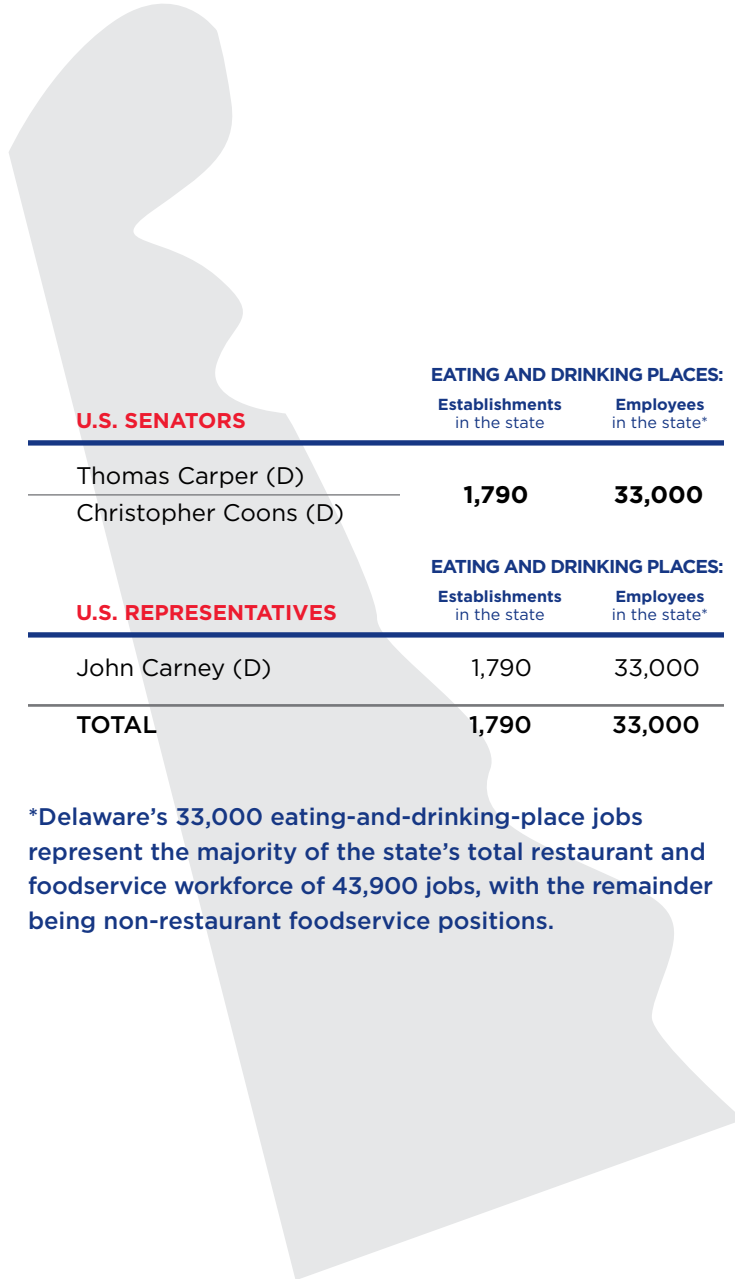 EATING AND DRINKING PLACES:
U.S. SENATORS
Establishments in the state
Employees in the state*
Thomas Carper (D)
Christopher Coons (D)
1,790 33,000
EATING AND DRINKING PLACES:
U.S. REPRESENTATIVES
Establishments in the state
Employees in the state*
John Carney (D) 1,790 33,000
TOTAL 1,790 33,000
*Delaware’s 33,000 eating-and-drinking-place jobs
represent the majority of the state’s total restaurant and
foodservice workforce of 43,900 jobs, with the remainder
being non-restaurant foodservice positions.